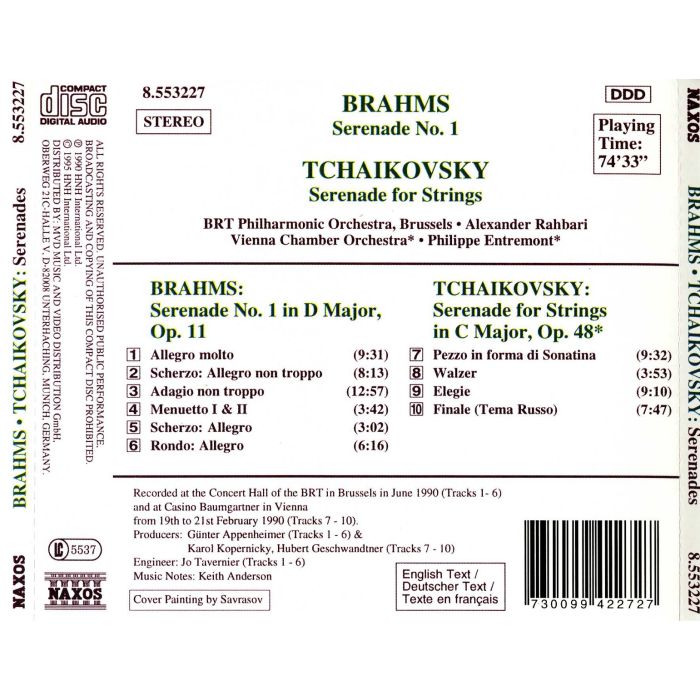 8.553227
BRAHMS • TCHAIKOVSKY: Serenades
NAXOS
COMPACT
disc
DIGITAL AUDIO
ALL RIGHTS RESERVED. UNAUTHORISED PUBLIC PERFORMANCE,
BROADCASTING AND COPYING OF THIS COMPACT DISC PROHIBITED.
℗ 1990 HNH International Ltd.
© 1995 HNH International Ltd.
DISTRIBUTED BY: MVD MUSIC AND VIDEO DISTRIBUTION GmbH,
OBERWEG 21C-HALLE V, D-82008 UNTERHACHING, MUNICH, GERMANY.
LC 5537
NAXOS
8.553227
STEREO
BRAHMS
Serenade No. 1
TCHAIKOVSKY
Serenade for Strings
DDD
Playing
Time:
74'33”
BRT Philharmonic Orchestra, Brussels • Alexander Rahbari
Vienna Chamber Orchestra* • Philippe Entremont*
BRAHMS:
Serenade No. 1 in D Major,
Op. 11
1 Allegro molto (9:31)
2 Scherzo: Allegro non troppo (8:13)
3 Adagio non troppo (12:57)
4 Menuetto I & II (3:42)
5 Scherzo: Allegro (3:02)
6 Rondo: Allegro (6:16)
TCHAIKOVSKY:
Serenade for Strings
in C Major, Op. 48*
7 Pezzo in forma di Sonatina (9:32)
8 Walzer (3:53)
9 Elegie (9:10)
10 Finale (Tema Russo) (7:47)
Recorded at the Concert Hall of the BRT in Brussels in June 1990 (Tracks 1- 6)
and at Casino Baumgartner in Vienna
from 19th to 21st February 1990 (Tracks 7 - 10).
Producers: Günter Appenheimer (Tracks 1 - 6) &
Karol Kopernicky, Hubert Geschwandtner (Tracks 7 - 10)
Engineer: Jo Tavernier (Tracks 1 - 6)
Music Notes: Keith Anderson
Cover Painting by Savrasov
English Text /
Deutscher Text /
Texte en français
730099 422727
NAXOS
BRAHMS • TCHAIKOVSKY: Serenades
8.553227